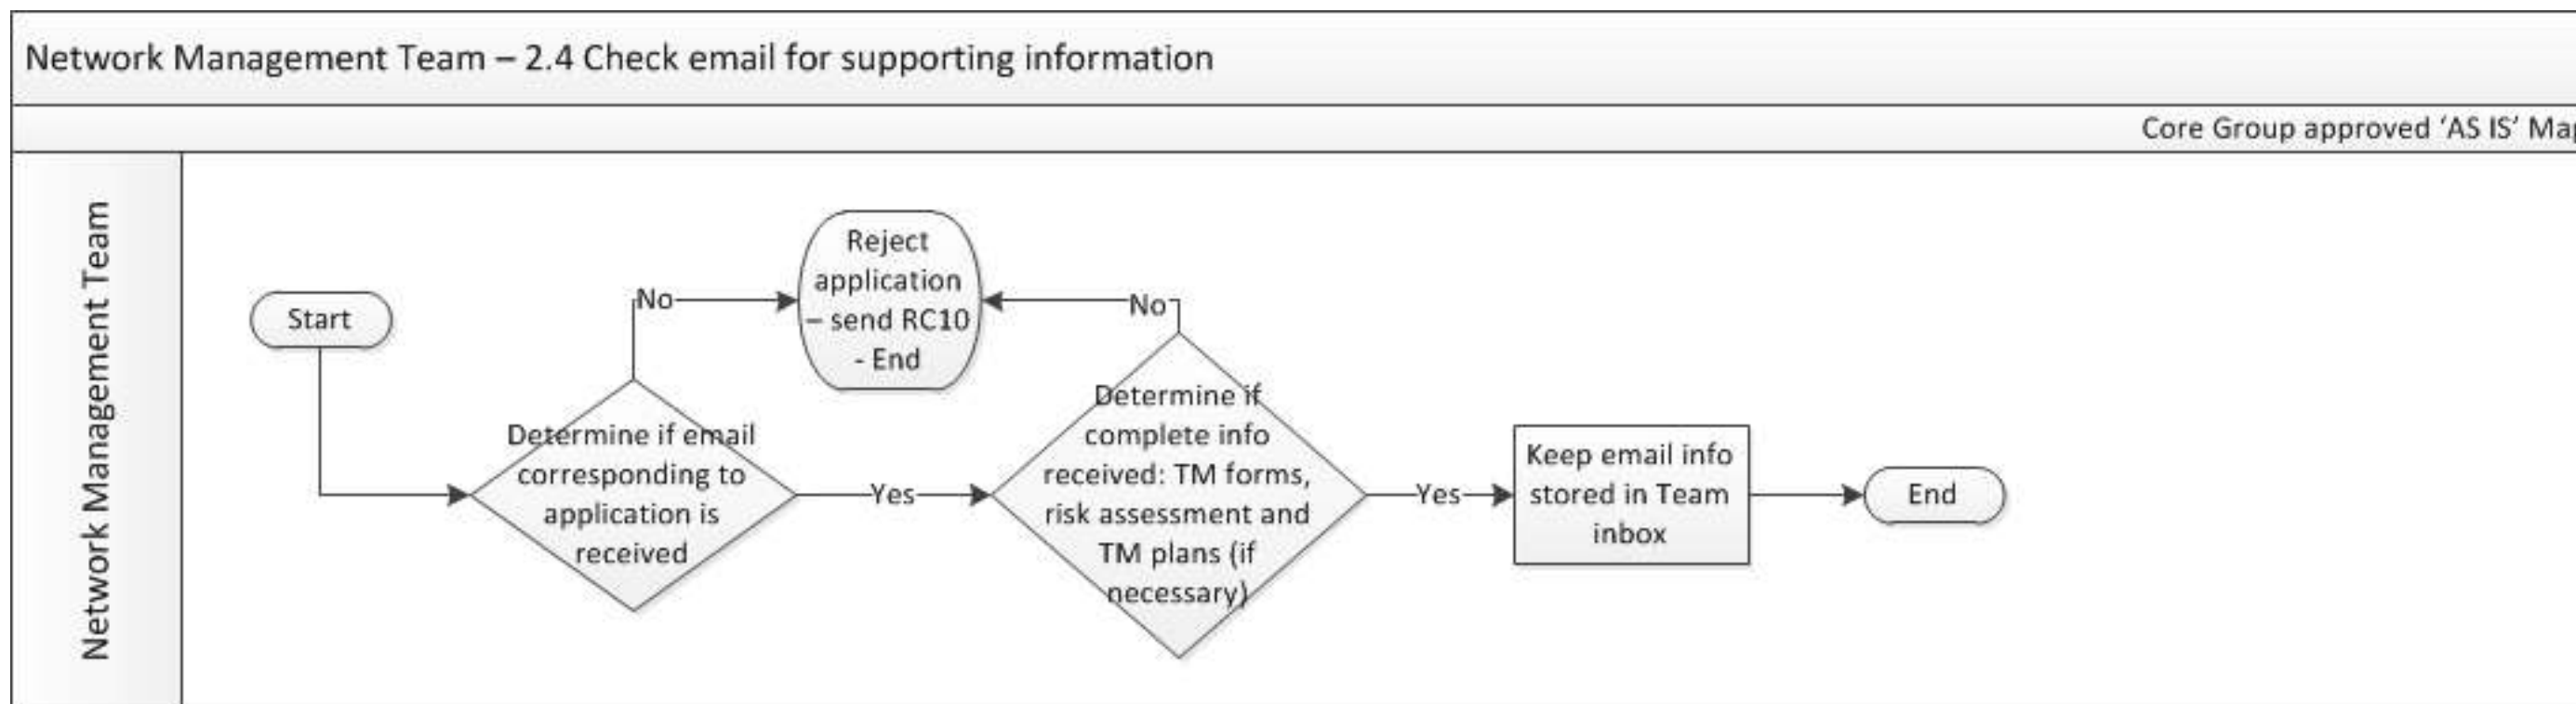 Network Management Team – 2.4 Check email for supporting information
Core Group approved ‘AS IS’ Map
Network Management Team
Start
No
Reject
application
– send RC10
- End
No
Determine if email
corresponding to
application is
received
Yes
Determine if
complete info
received: TM forms,
risk assessment and
TM plans (if
necessary)
Yes
Keep email info
stored in Team
inbox
End